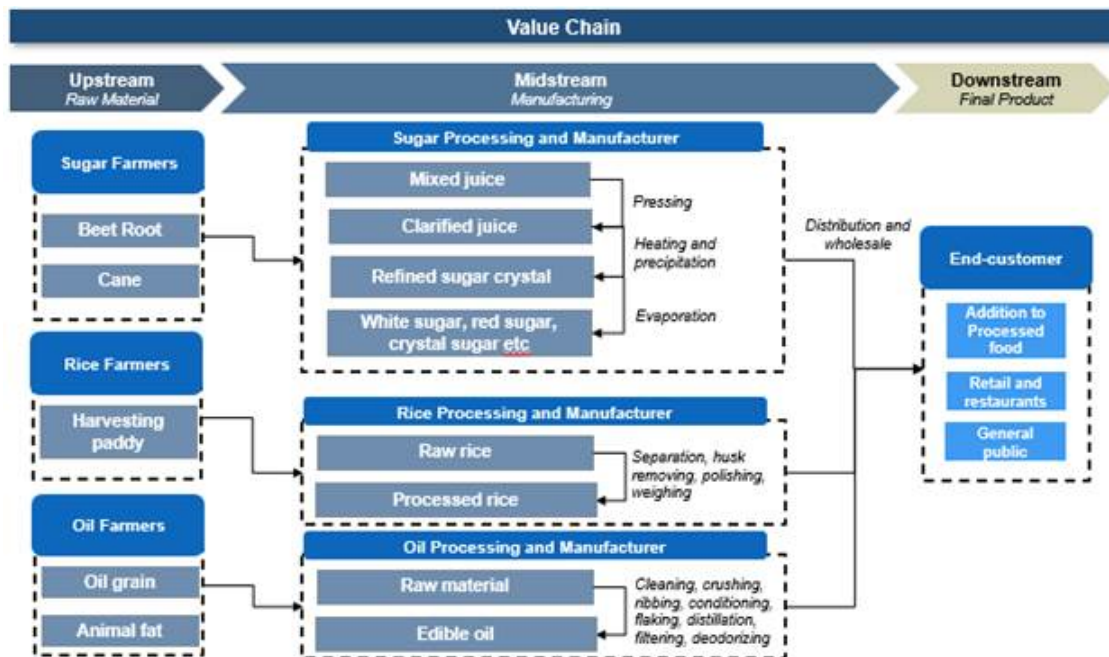 Value Chain
Upstream
Raw Material
Midstream
Manufacturing
Downstream
Final Product
Sugar Farmers
Beet Root
Cane
Rice Farmers
Harvesting
paddy
Oil Farmers
Oil grain
Animal fat
Sugar Processing and Manufacturer
Mixed juice
Clarified juice
Refined sugar crystal
White sugar, red sugar,
crystal sugar etc
Pressing
Heating and
precipitation
Evaporation
Rice Processing and Manufacturer
Raw rice
Processed rice
Separation, husk
removing, polishing,
weighing
Oil Processing and Manufacturer
Raw material
Edible oil
Cleaning, crushing,
ribbing, conditioning,
flaking, distillation,
filtering, deodorizing
Distribution and
wholesale
End-customer
Addition to
Processed
food
Retail and
restaurants
General
public